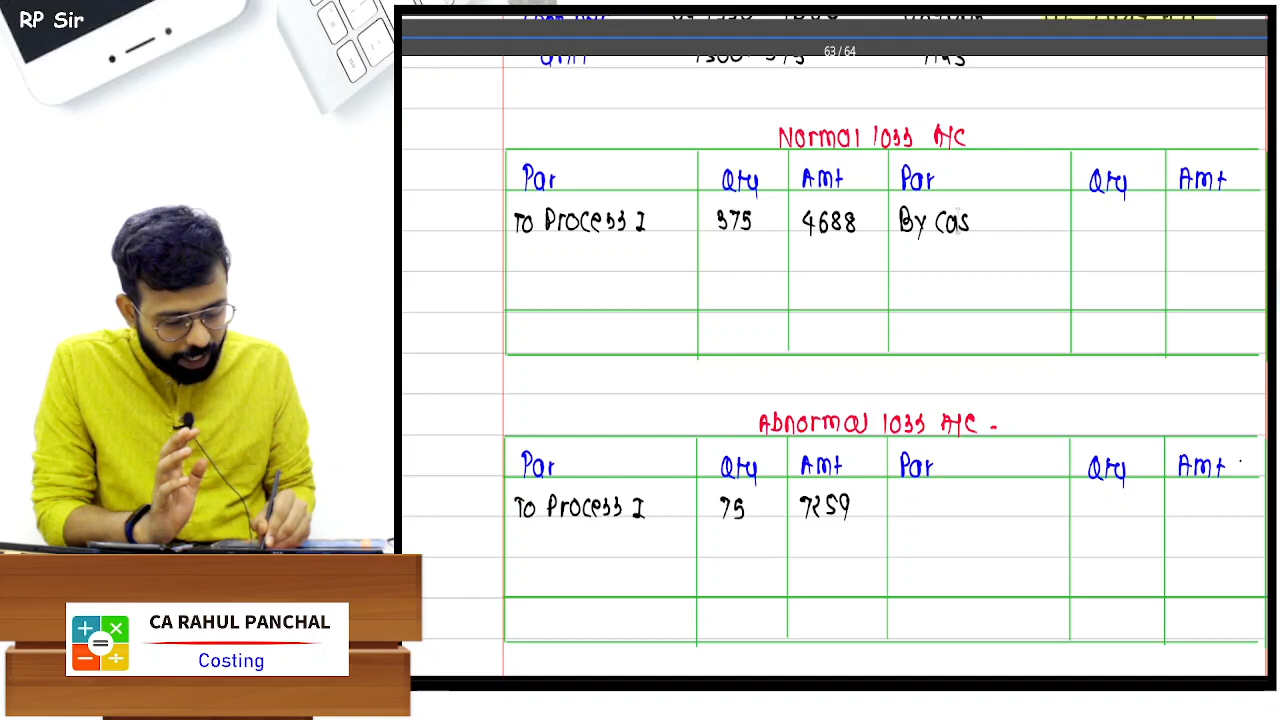 RP Sir
63 / 64
Normal loss A/C
Par Qty Amt Par Qty Amt
To Process I 375 4688 By Cas
Abnormal loss A/C -
Par Qty Amt Par Qty Amt
To Process I 75 7259
CA RAHUL PANCHAL
Costing